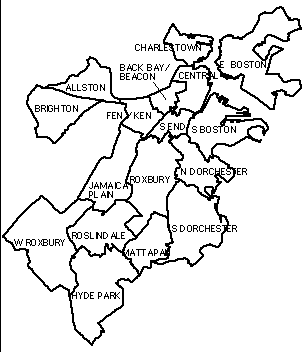 CHARLESTOWN
E BOSTON
BACK BAY/
BEACON
CENTRAL
ALLSTON
BRIGHTON
FEN/KEN
S END
S BOSTON
N DORCHESTER
JAMAICA
PLAIN
ROXBURY
W ROXBURY
ROSLINDALE
S DORCHESTER
MATTAPAN
HYDE PARK